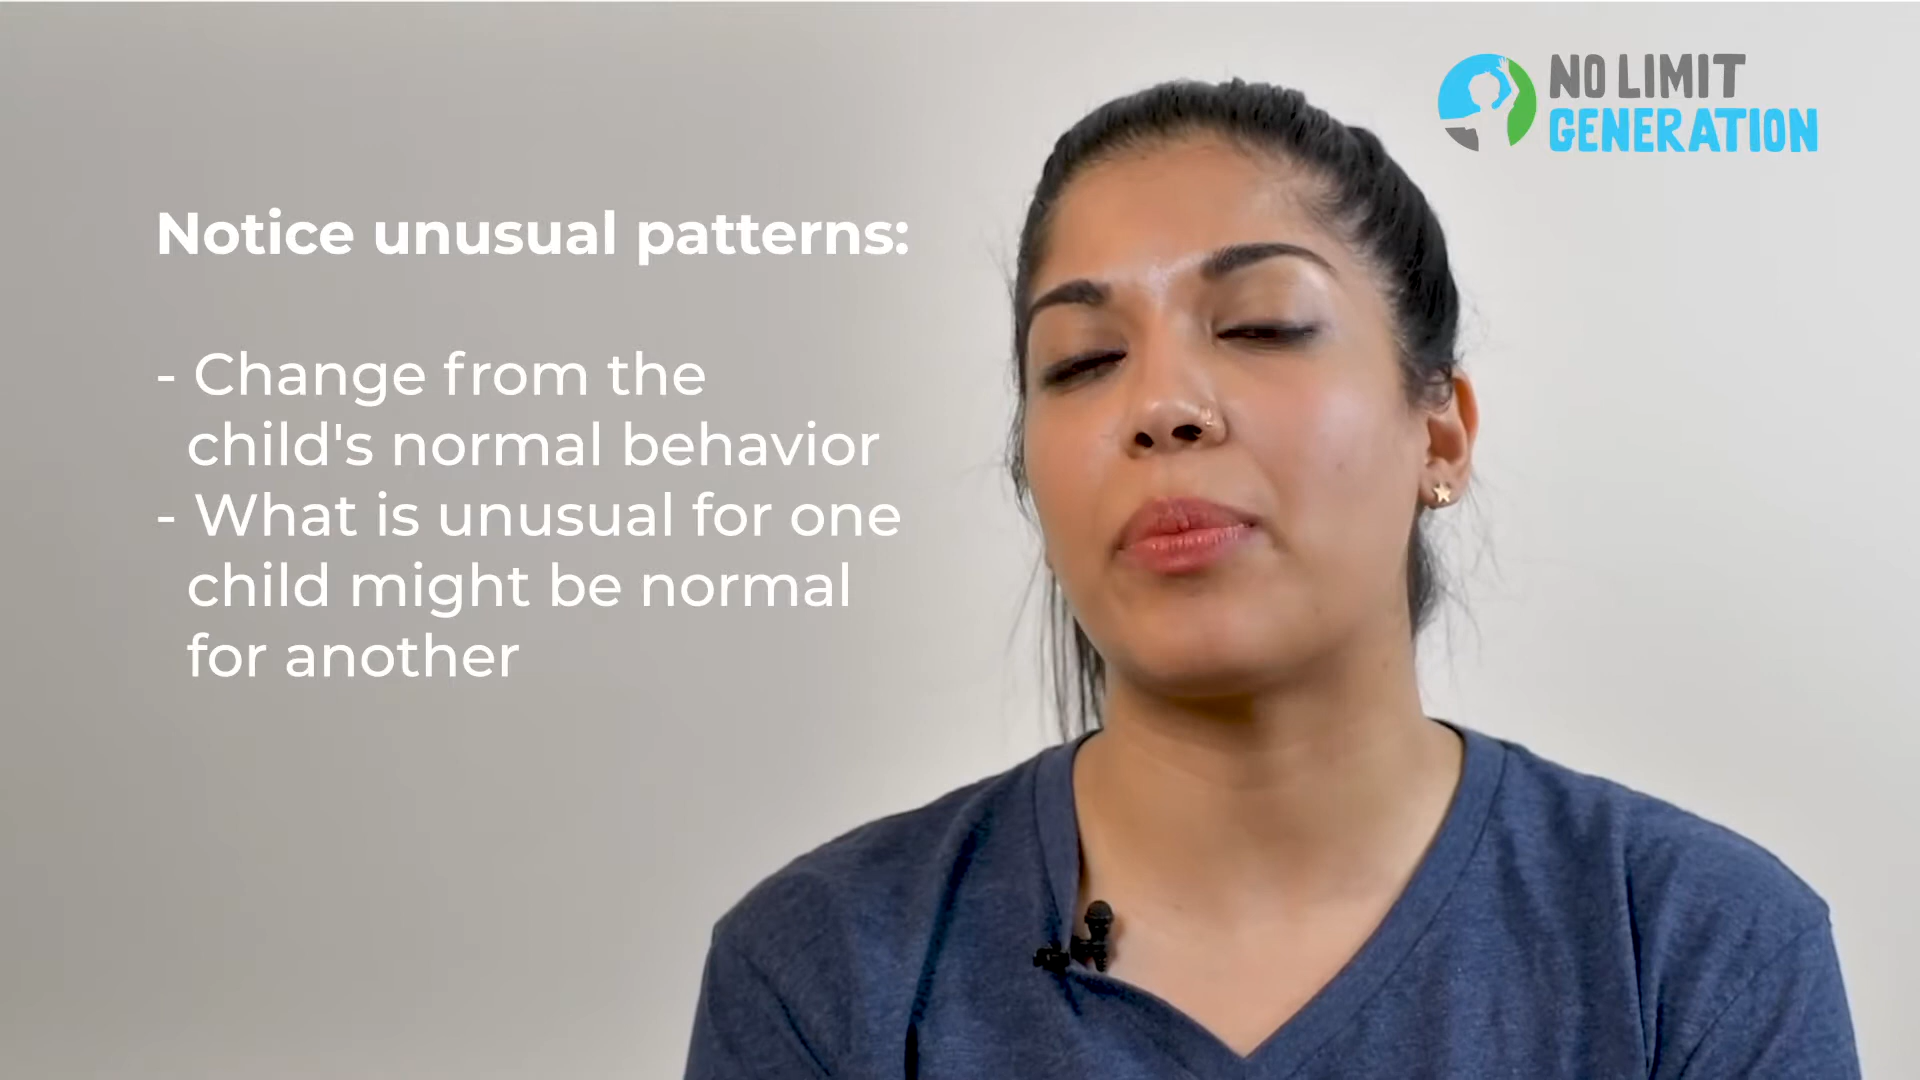 NO LIMIT
GENERATION
Notice unusual patterns:
- Change from the
child's normal behavior
- What is unusual for one
child might be normal
for another